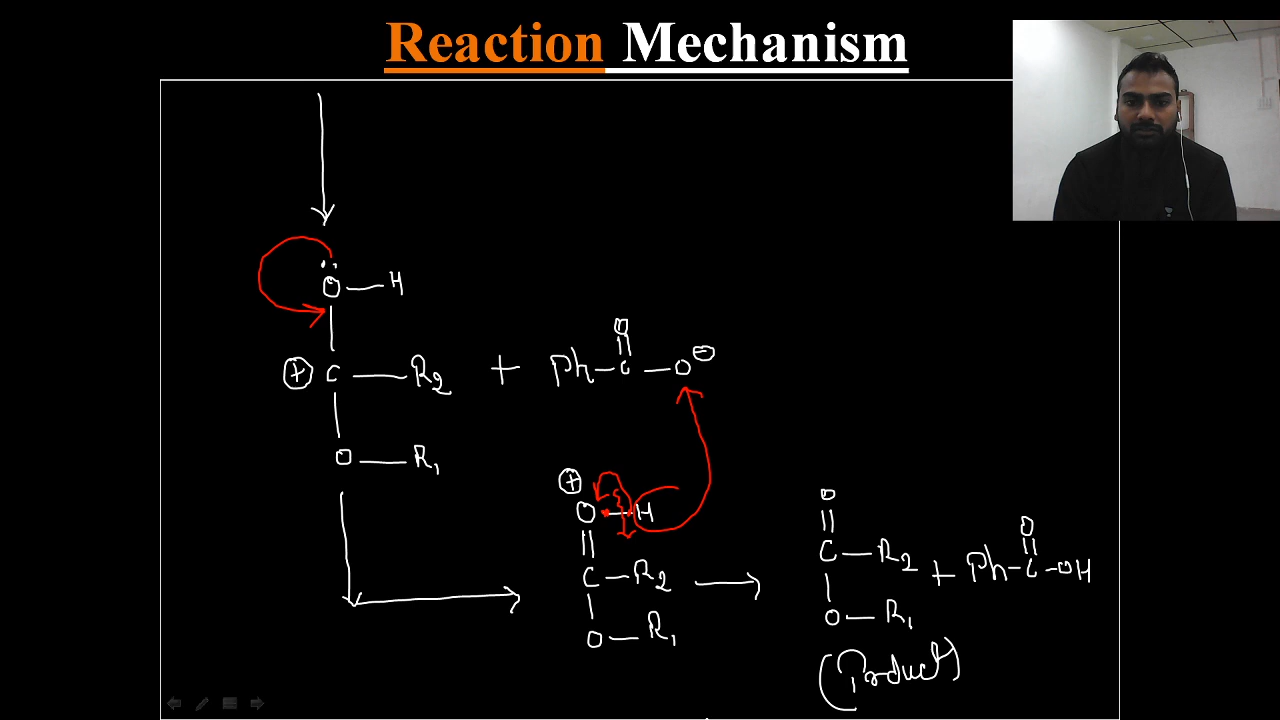 Reaction Mechanism
:
O—H
⊕ C—R2 + Ph—C—O ⊖
O
O—R1
⊕
O—H
C—R2
O—R1
O
C—R2 + Ph—C—OH
O
O—R1
(Product)